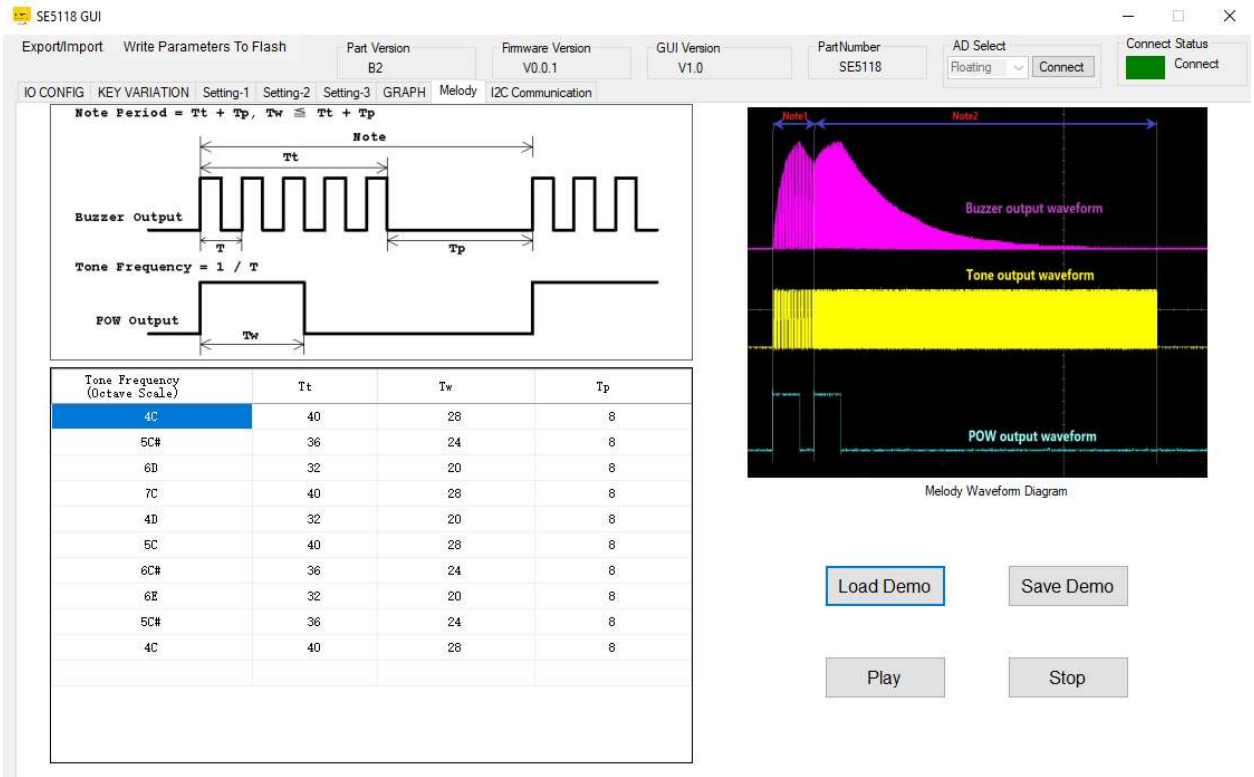 SE5118 GUI
Export/Import Write Parameters To Flash
Part Version
B2
Firmware Version
V0.0.1
GUI Version
V1.0
PartNumber
SE5118
AD Select
Floating Connect
Connect Status
Connect
IO CONFIG KEY VARIATION Setting-1 Setting-2 Setting-3 GRAPH Melody I2C Communication
Note Period = Tt + Tp, Tw ≦ Tt + Tp
Note
Tt
Buzzer Output
T
Tp
Tone Frequency = 1 / T
POW Output
Tw
Note1 Note2
Buzzer output waveform
Tone output waveform
POW output waveform
Melody Waveform Diagram
Tone Frequency
(Octave Scale) Tt Tw Tp
4C 40 28 8
5C# 36 24 8
6D 32 20 8
7C 40 28 8
4D 32 20 8
5C 40 28 8
6C# 36 24 8
6E 32 20 8
5C# 36 24 8
4C 40 28 8
Load Demo Save Demo
Play Stop